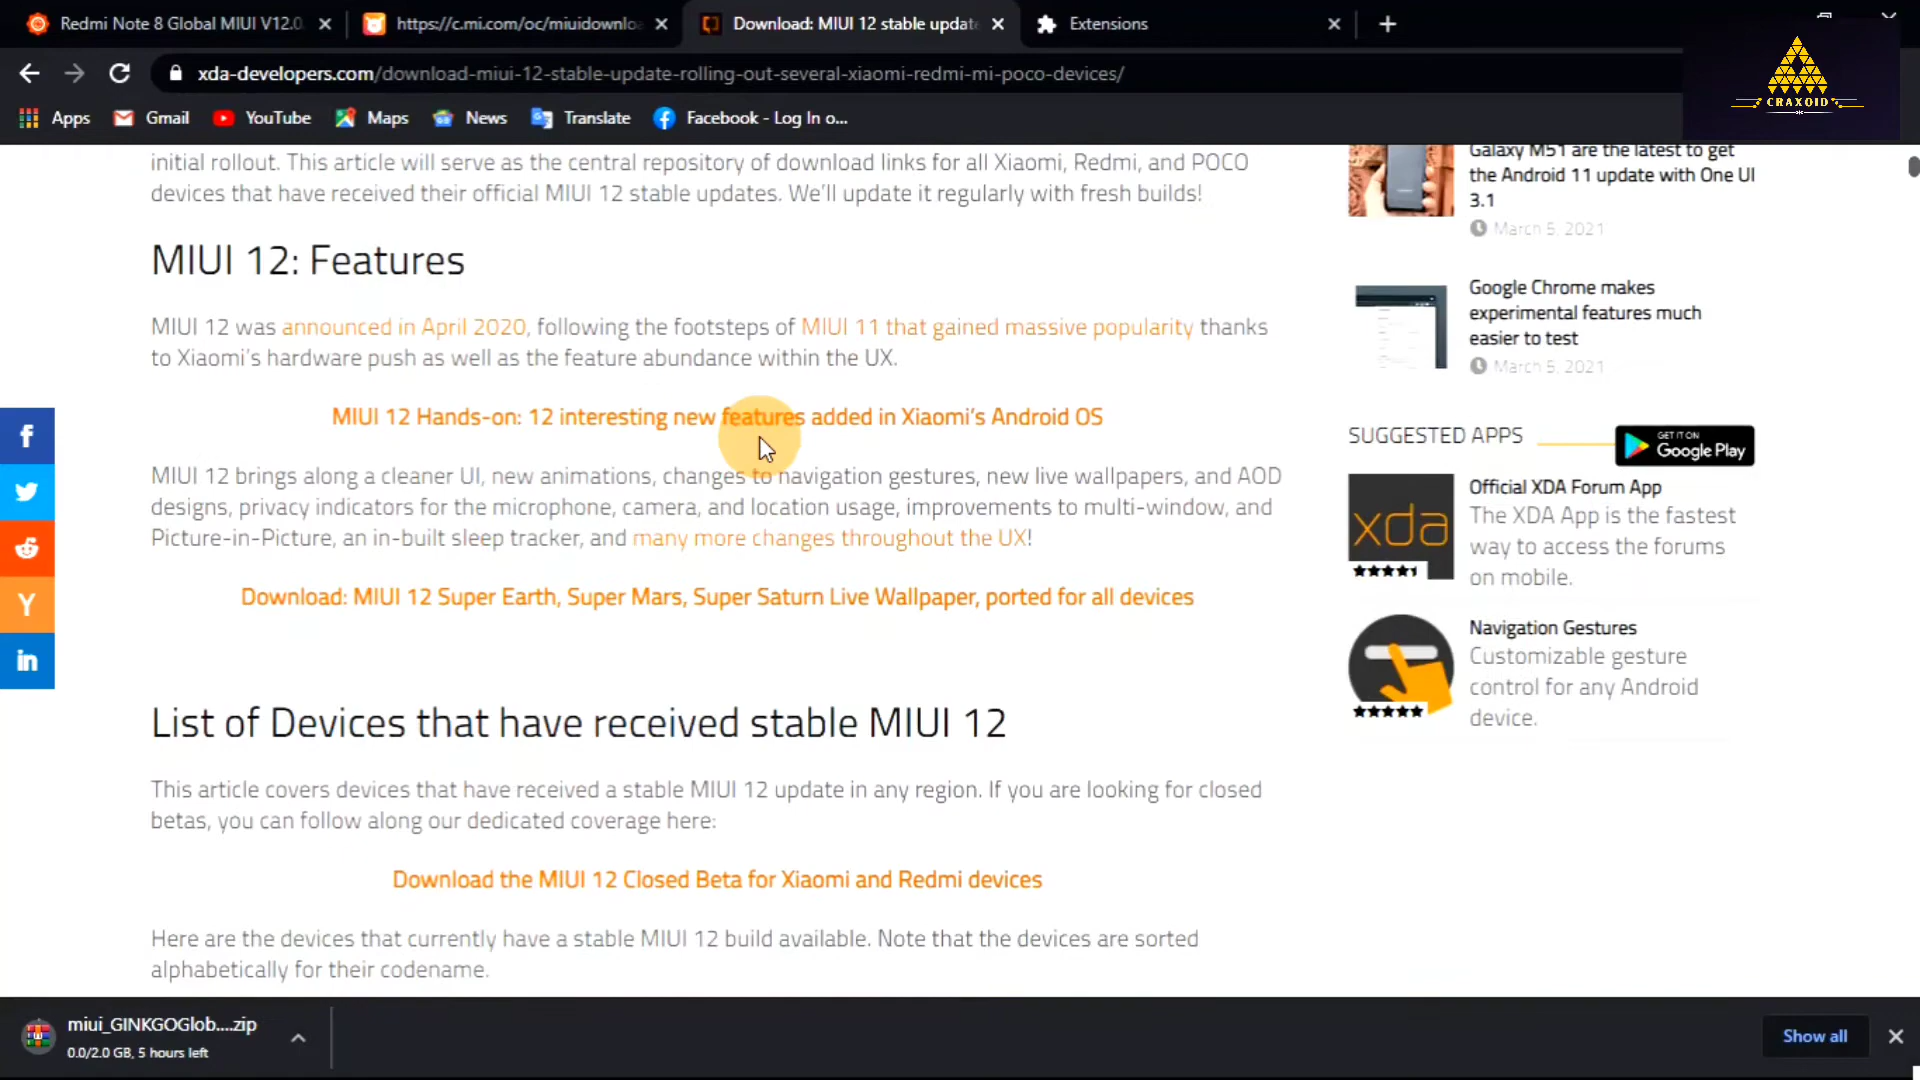 Redmi Note 8 Global MIUI V12.0
https://c.mi.com/oc/miuidownloa
Download: MIUI 12 stable update
Extensions
xda-developers.com/download-miui-12-stable-update-rolling-out-several-xiaomi-redmi-mi-poco-devices/
CRAXOID
Apps
Gmail
YouTube
Maps
News
Translate
Facebook - Log In o...
initial rollout. This article will serve as the central repository of download links for all Xiaomi, Redmi, and POCO
devices that have received their official MIUI 12 stable updates. We'll update it regularly with fresh builds!
MIUI 12: Features
MIUI 12 was announced in April 2020, following the footsteps of MIUI 11 that gained massive popularity thanks
to Xiaomi's hardware push as well as the feature abundance within the UX.
MIUI 12 Hands-on: 12 interesting new features added in Xiaomi's Android OS
MIUI 12 brings along a cleaner UI, new animations, changes to navigation gestures, new live wallpapers, and AOD
designs, privacy indicators for the microphone, camera, and location usage, improvements to multi-window, and
Picture-in-Picture, an in-built sleep tracker, and many more changes throughout the UX!
Download: MIUI 12 Super Earth, Super Mars, Super Saturn Live Wallpaper, ported for all devices
List of Devices that have received stable MIUI 12
This article covers devices that have received a stable MIUI 12 update in any region. If you are looking for closed
betas, you can follow along our dedicated coverage here:
Download the MIUI 12 Closed Beta for Xiaomi and Redmi devices
Here are the devices that currently have a stable MIUI 12 build available. Note that the devices are sorted
alphabetically for their codename.
Galaxy M51 are the latest to get
the Android 11 update with One UI
3.1
March 5, 2021
Google Chrome makes
experimental features much
easier to test
March 5, 2021
SUGGESTED APPS
GET IT ON
Google Play
xda
Official XDA Forum App
The XDA App is the fastest
way to access the forums
on mobile.
Navigation Gestures
Customizable gesture
control for any Android
device.
f
Y
in
miui_GINKGOGlob....zip
0.0/2.0 GB, 5 hours left
Show all